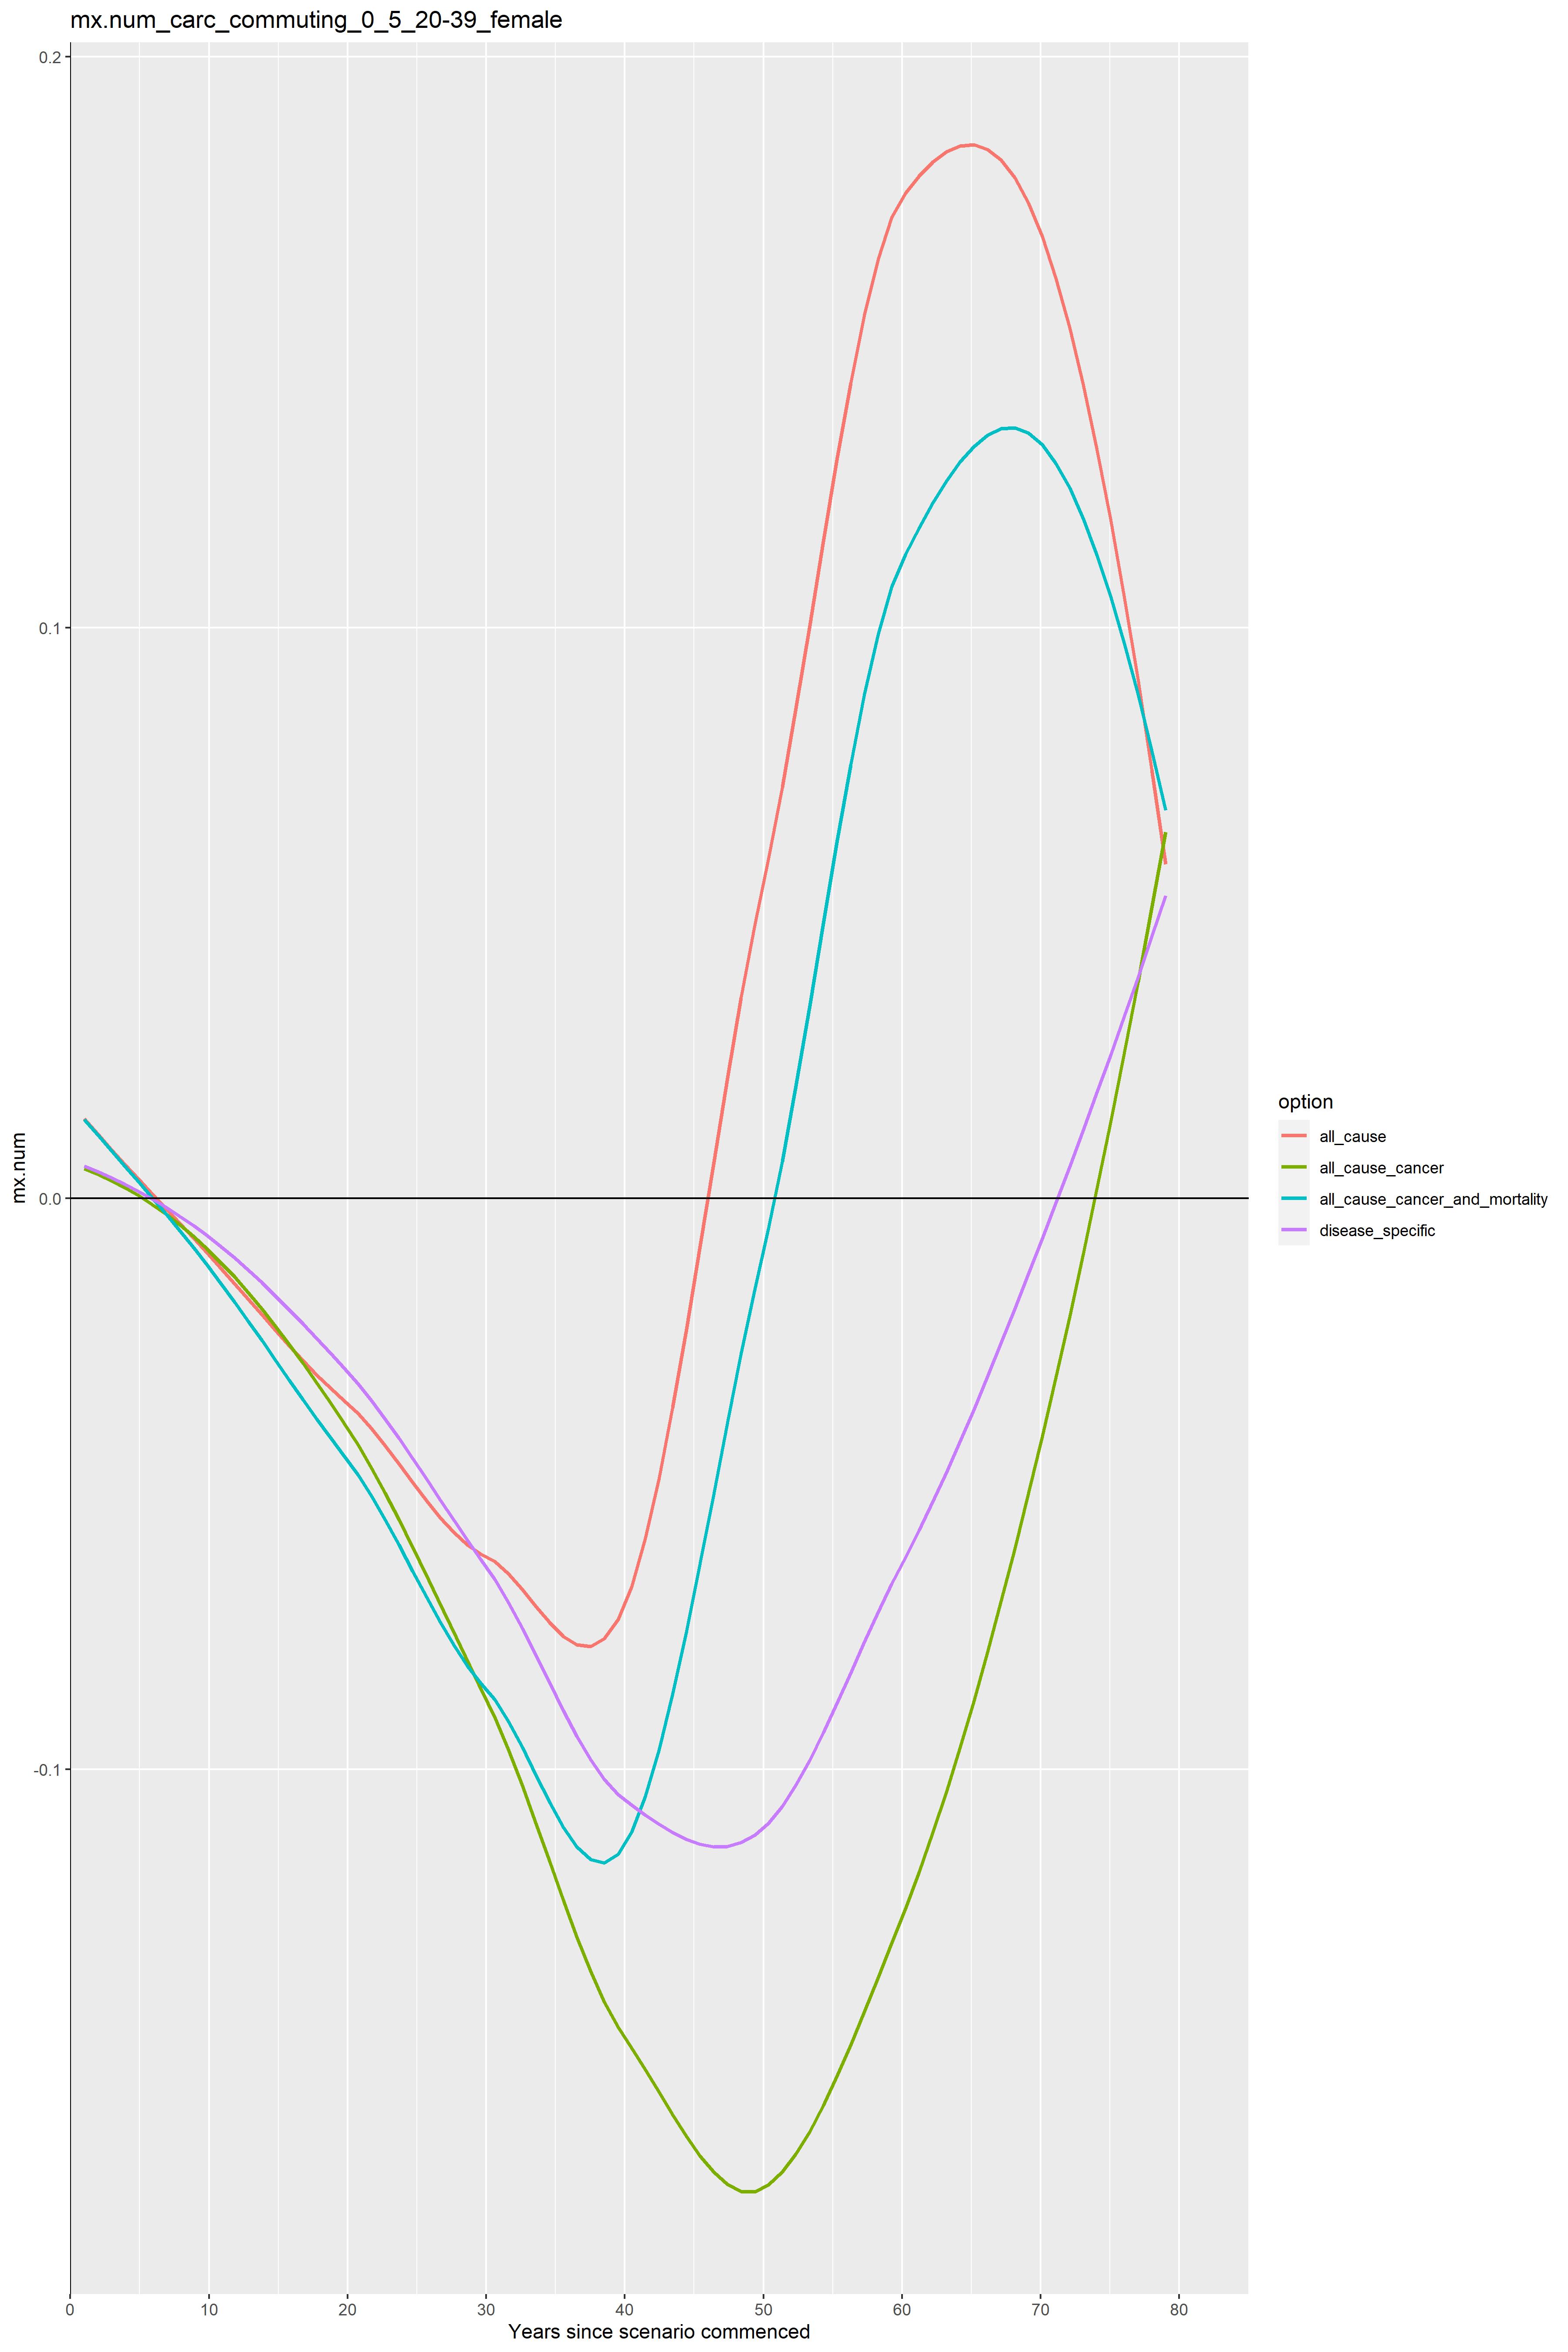 mx.num_carc_commuting_0_5_20-39_female
0.2
0.1
0.0
-0.1
mx.num
0 10 20 30 40 50 60 70 80
Years since scenario commenced
option
all_cause
all_cause_cancer
all_cause_cancer_and_mortality
disease_specific